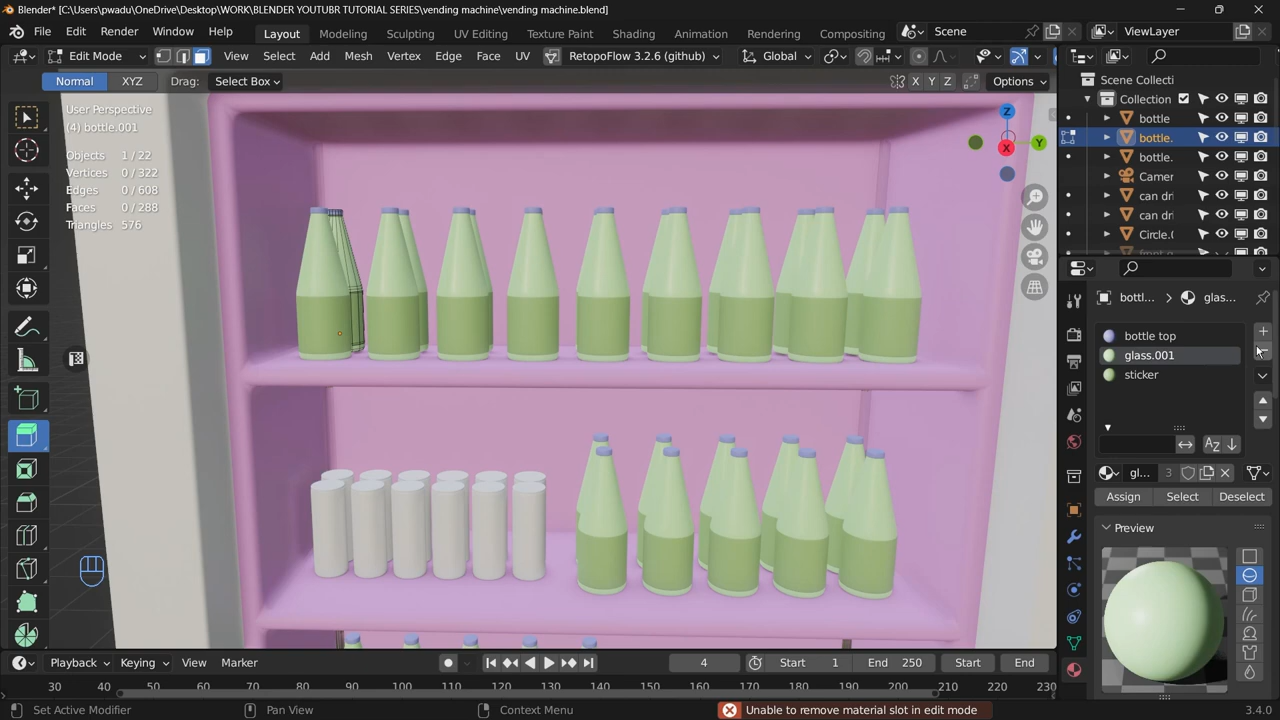 Blender* [C:\Users\pwadu\OneDrive\Desktop\WORK\BLENDER YOUTUBR TUTORIAL SERIES\vending machine\vending machine.blend]
File Edit Render Window Help Layout Modeling Sculpting UV Editing Texture Paint Shading Animation Rendering Compositing Scene ViewLayer
Edit Mode View Select Add Mesh Vertex Edge Face UV RetopoFlow 3.2.6 (github) Global
Normal XYZ Drag: Select Box X Y Z Options
Scene Collecti
Collection
bottle
bottle.
bottle.
Camer
can dri
can dri
Circle.(
User Perspective
(4) bottle.001
Objects 1 / 22
Vertices 0 / 322
Edges 0 / 608
Faces 0 / 288
Triangles 576
Z
Y
X
bottl... > glas...
bottle top
glass.001
sticker
gl... 3
Assign Select Deselect
Preview
Playback Keying View Marker 4 Start 1 End 250 Start End
30 40 50 60 70 80 90 100 110 120 130 140 150 160 170 180 190 200 210 220 230
Set Active Modifier Pan View Context Menu Unable to remove material slot in edit mode 3.4.0